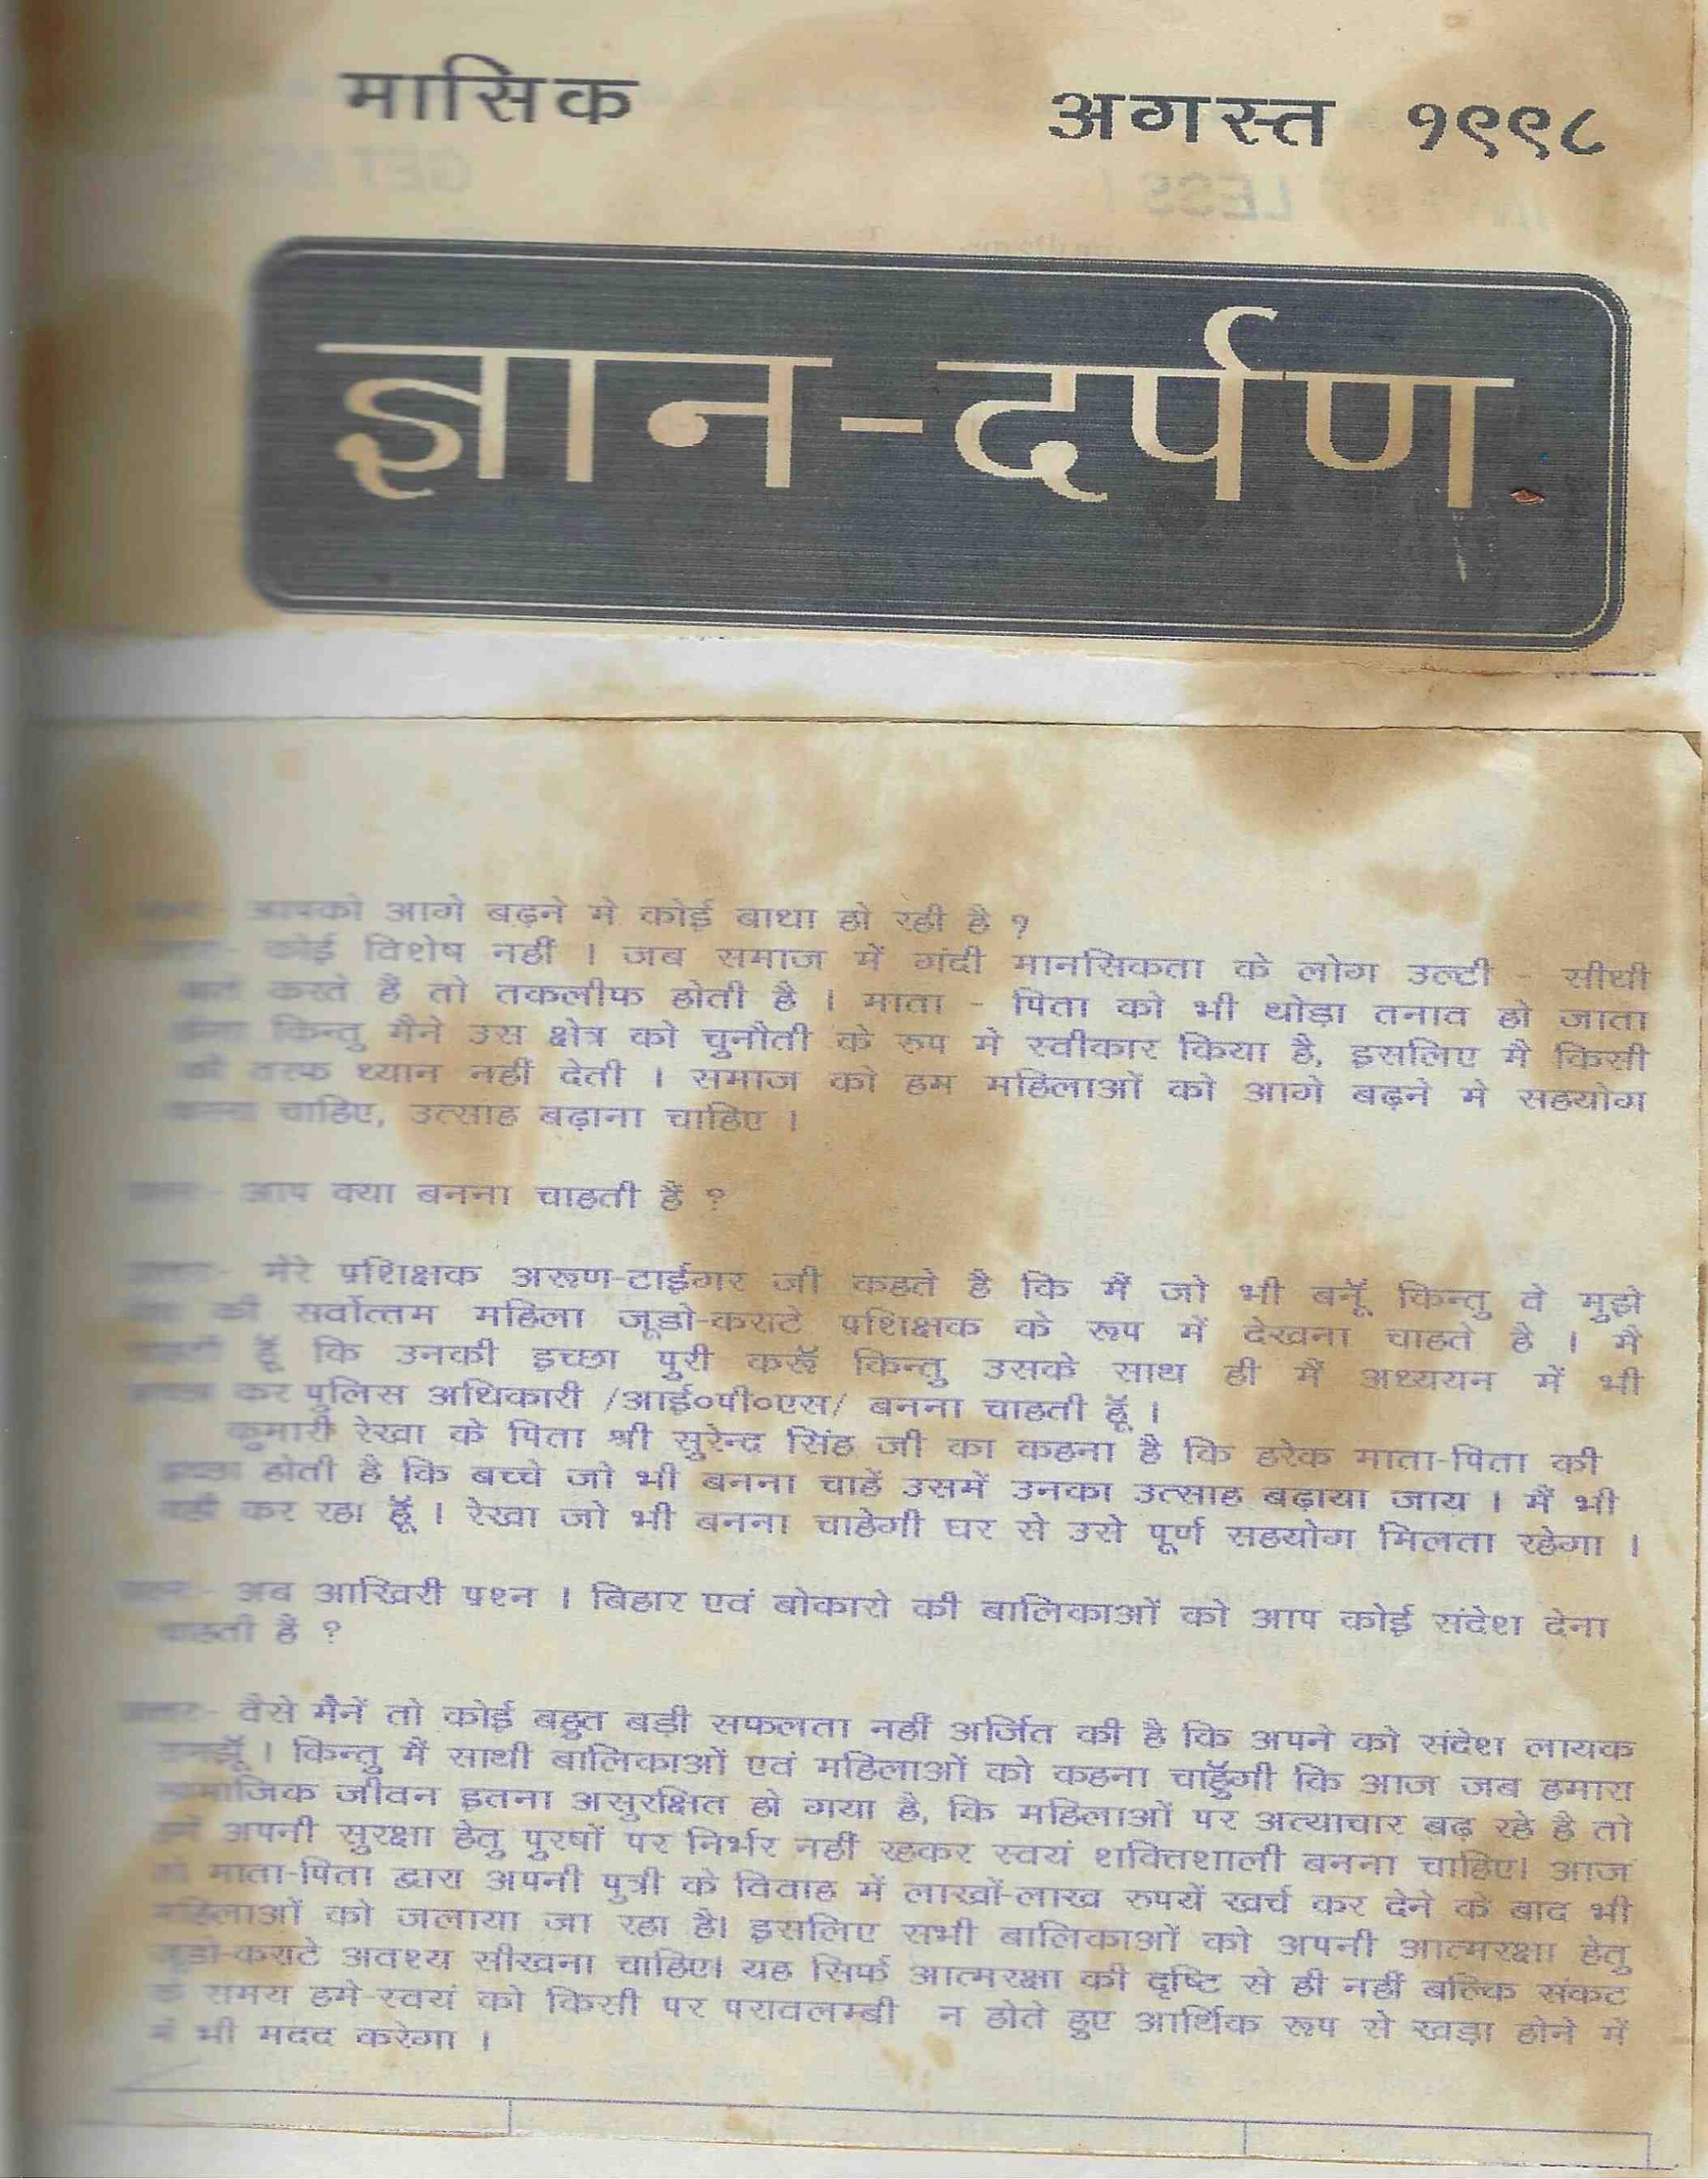 मासिक
अगस्त १९९८
ज्ञान-दर्पण
आपको आगे बढ़ने मे कोई बाधा हो रही है ?
कोई विशेष नहीं । जब समाज में गंदी मानसिकता के लोग उल्टी - सीधी
करते हैं तो तकलीफ होती है । माता - पिता को भी थोड़ा तनाव हो जाता
किन्तु मैने उस क्षेत्र को चुनौती के रुप मे स्वीकार किया है, इसलिए मै किसी
की तरफ ध्यान नहीं देती । समाज को हम महिलाओं को आगे बढ़ने मे सहयोग
चाहिए, उत्साह बढ़ाना चाहिए ।
आप क्या बनना चाहती हैं ?
मेरे प्रशिक्षक अरूण-टाईगर जी कहते है कि मैं जो भी बनूॅ किन्तु वे मुझे
की सर्वोत्तम महिला जूडो-कराटे प्रशिक्षक के रूप में देखना चाहते है । मै
हूॅ कि उनकी इच्छा पुरी करूॅ किन्तु उसके साथ ही मैं अध्ययन में भी
कर पुलिस अधिकारी /आई०पी०एस/ बनना चाहती हूॅ ।
कुमारी रेखा के पिता श्री सुरेन्द्र सिंह जी का कहना है कि हरेक माता-पिता की
होती है कि बच्चे जो भी बनना चाहें उसमें उनका उत्साह बढ़ाया जाय । मैं भी
कर रहा हूॅ । रेखा जो भी बनना चाहेगी घर से उसे पूर्ण सहयोग मिलता रहेगा ।
अब आखिरी प्रश्न । बिहार एवं बोकारो की बालिकाओं को आप कोई संदेश देना
चाहती हैं ?
वैसे मैनें तो कोई बहुत बड़ी सफलता नहीं अर्जित की है कि अपने को संदेश लायक
समझूॅ । किन्तु मैं साथी बालिकाओं एवं महिलाओं को कहना चाहूॅगी कि आज जब हमारा
सामाजिक जीवन इतना असुरक्षित हो गया है, कि महिलाओं पर अत्याचार बढ़ रहे है तो
हमें अपनी सुरक्षा हेतु पुरषों पर निर्भर नहीं रहकर स्वयं शक्तिशाली बनना चाहिए। आज
माता-पिता द्वारा अपनी पुत्री के विवाह में लाखों-लाख रुपयें खर्च कर देने के बाद भी
महिलाओं को जलाया जा रहा है। इसलिए सभी बालिकाओं को अपनी आत्मरक्षा हेतु
जूडो-कराटे अवश्य सीखना चाहिए। यह सिर्फ आत्मरक्षा की दृष्टि से ही नहीं बल्कि संकट
के समय हमे-स्वयं को किसी पर परावलम्बी न होते हुए आर्थिक रूप से खड़ा होने में
भी मदद करेगा ।